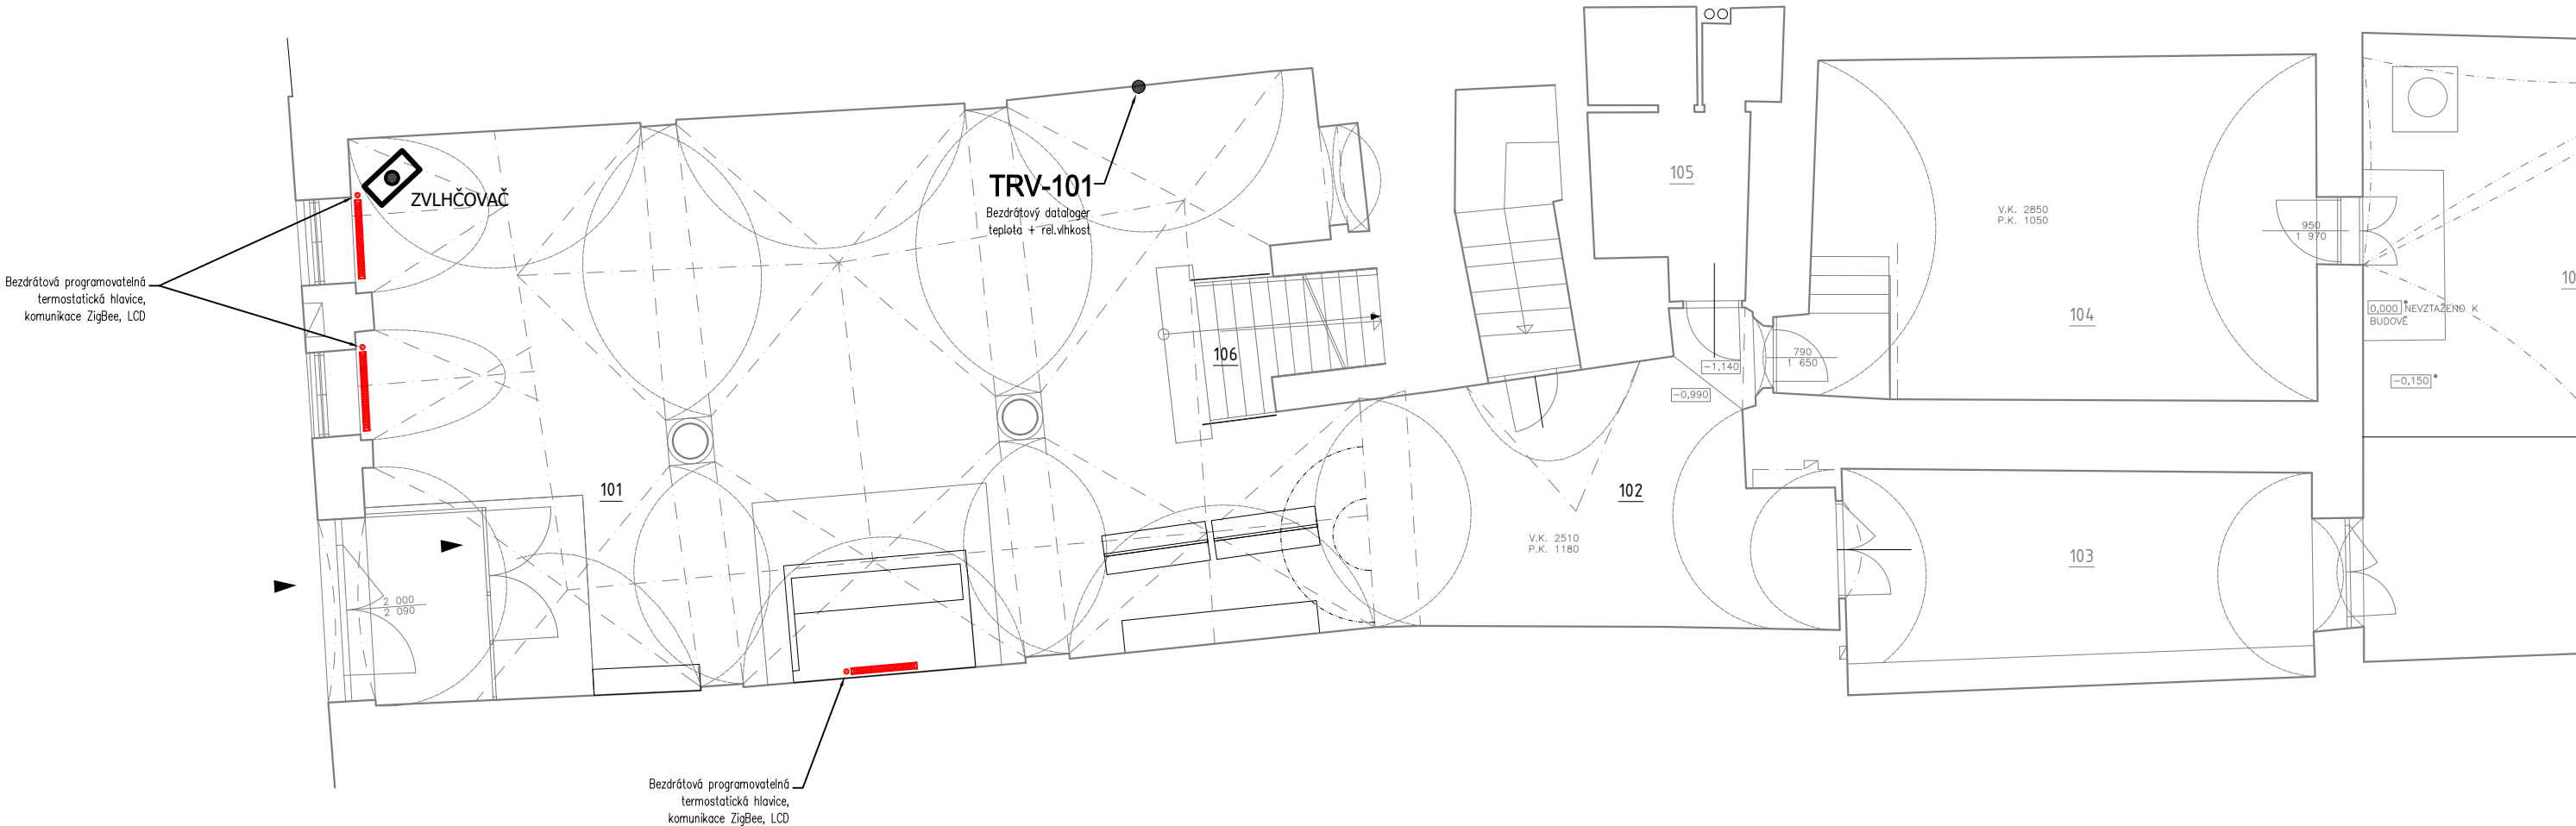 105
V.K. 2850
P.K. 1050
ZVLHČOVAČ
TRV-101
Bezdrátový dataloger
teplota + rel.vlhkost
950
1 970
Bezdrátová programovatelná
termostatická hlavice,
komunikace ZigBee, LCD
10
0,000 * NEVZTAŽENO K
BUDOVĚ
104
106
790
1 650
-1,140
-0,990
-0,150 *
101
102
V.K. 2510
P.K. 1180
103
2 000
2 090
Bezdrátová programovatelná
termostatická hlavice,
komunikace ZigBee, LCD